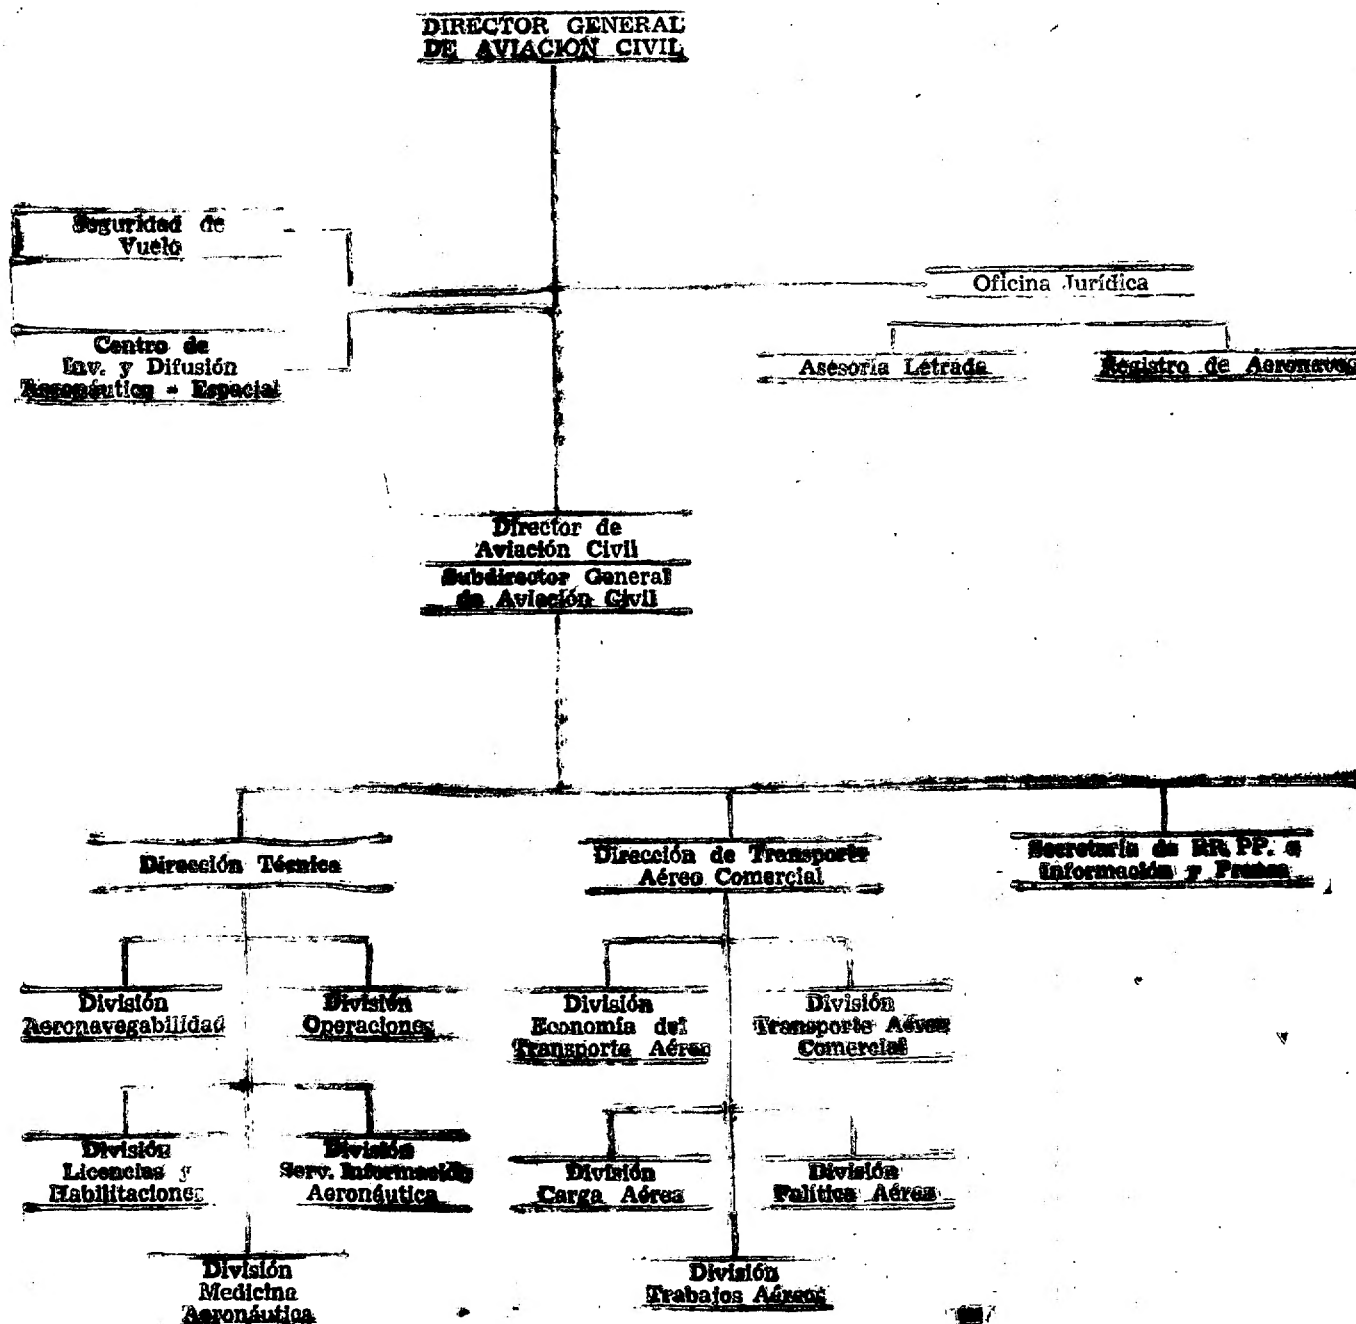 DIRECTOR GENERAL
DE AVIACIÓN CIVIL
Seguridad de
Vuelo
Oficina Jurídica
Centro de
Inv. y Difusión
Aeronáutica - Espacial
Asesoría Letrada
Registro de Aeronaves
Director de
Aviación Civil
Subdirector General
de Aviación Civil
Dirección Técnica
Dirección de Transporte
Aéreo Comercial
Secretaría de RR. PP. e
Información y Prensa
División
Aeronavegabilidad
División
Operaciones
División
Economía del
Transporte Aéreo
División
Transporte Aéreo
Comercial
División
Licencias y
Habilitaciones
División
Serv. Información
Aeronáutica
División
Carga Aérea
División
Política Aérea
División
Medicina
Aeronáutica
División
Trabajos Aéreos